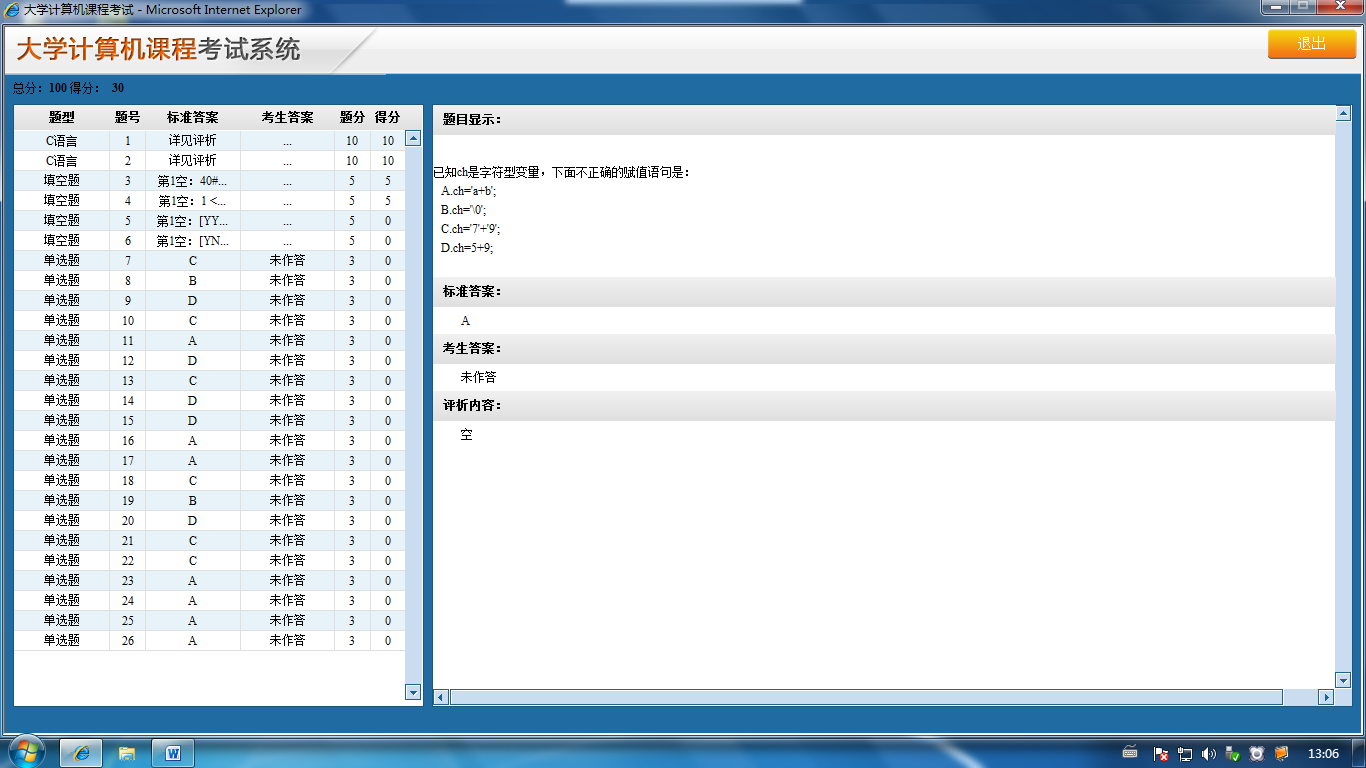 大学计算机课程考试 - Microsoft Internet Explorer
大学计算机课程考试系统
退出
总分: 100 得分: 30
题型 题号 标准答案 考生答案 题分 得分
C语言 1 详见评析 ... 10 10
C语言 2 详见评析 ... 10 10
填空题 3 第1空: 40#... ... 5 5
填空题 4 第1空: 1 <... ... 5 5
填空题 5 第1空: [YY... ... 5 0
填空题 6 第1空: [YN... ... 5 0
单选题 7 C 未作答 3 0
单选题 8 B 未作答 3 0
单选题 9 D 未作答 3 0
单选题 10 C 未作答 3 0
单选题 11 A 未作答 3 0
单选题 12 D 未作答 3 0
单选题 13 C 未作答 3 0
单选题 14 D 未作答 3 0
单选题 15 D 未作答 3 0
单选题 16 A 未作答 3 0
单选题 17 A 未作答 3 0
单选题 18 C 未作答 3 0
单选题 19 B 未作答 3 0
单选题 20 D 未作答 3 0
单选题 21 C 未作答 3 0
单选题 22 C 未作答 3 0
单选题 23 A 未作答 3 0
单选题 24 A 未作答 3 0
单选题 25 A 未作答 3 0
单选题 26 A 未作答 3 0
题目显示:
已知ch是字符型变量，下面不正确的赋值语句是:
A.ch='a+b';
B.ch='\0';
C.ch='7'+'9';
D.ch=5+9;
标准答案:
A
考生答案:
未作答
评析内容:
空
13:06